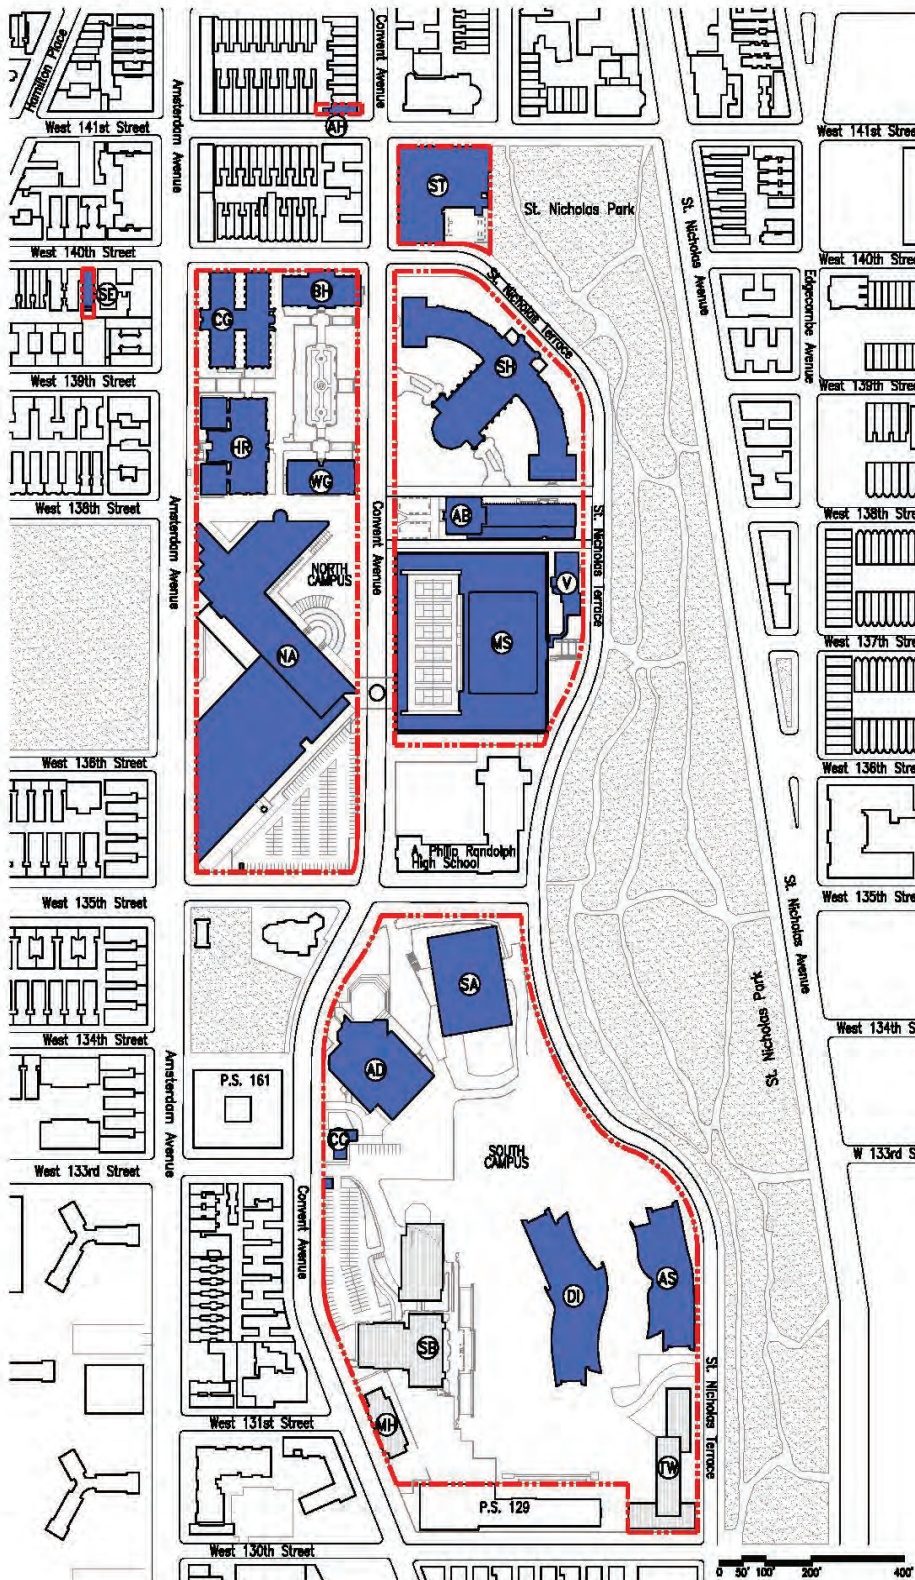 Hamilton Place
Convent Avenue
Amsterdam Avenue
West 141st Street
AH
West 141st Street
ST
St. Nicholas Park
St. Nicholas Avenue
West 140th Street
West 140th Street
SE
BH
CG
St. Nicholas Terrace
Edgecombe Avenue
SH
West 139th Street
West 139th Street
HR
WG
West 138th Street
Amsterdam Avenue
Convent Avenue
AB
St. Nicholas Terrace
West 138th Stre
NORTH
CAMPUS
V
NA
MS
West 137th Stre
West 136th Street
West 136th Stree
A. Philip Randolph
High School
West 135th Street
St. Nicholas Avenue
West 135th Street
SA
St. Nicholas Park
West 134th Street
West 134th S
Amsterdam Avenue
P.S. 161
AD
CC
SOUTH
CAMPUS
West 133rd Street
W 133rd S
Convent Avenue
AS
DI
SB
St. Nicholas Terrace
West 131st Street
MH
TW
P.S. 129
West 130th Street
0 50' 100' 200' 400'